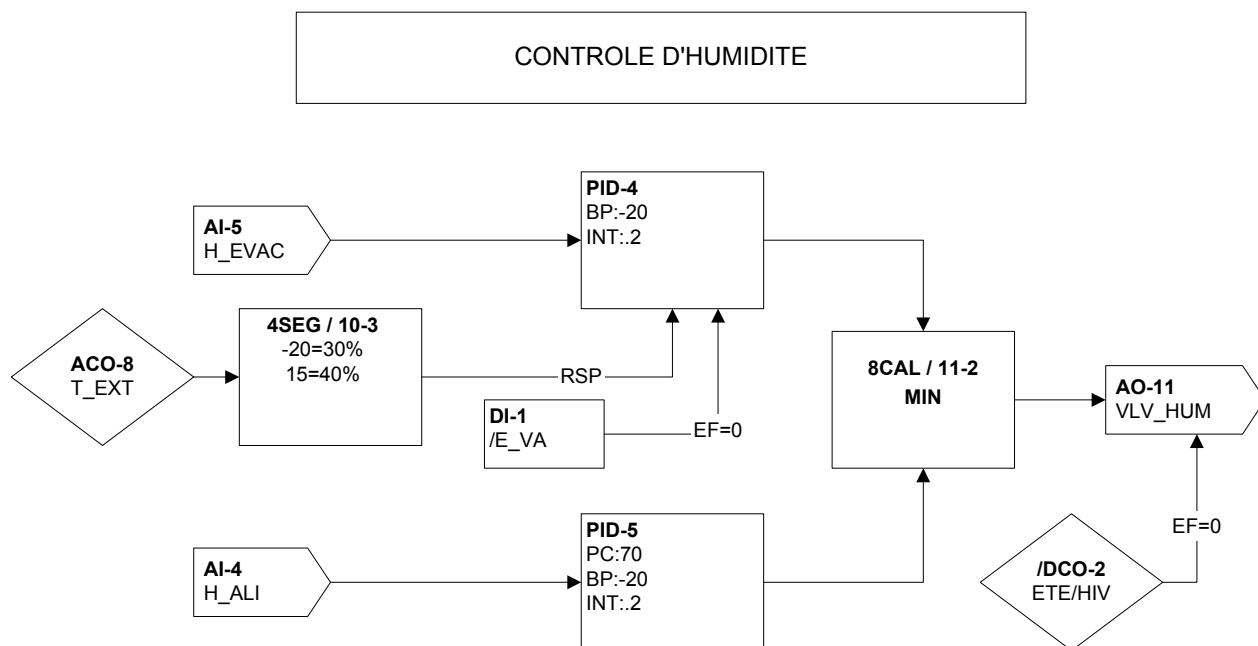 CONTROLE D'HUMIDITE
PID-4
BP:-20
INT:.2
AI-5
H_EVAC
4SEG / 10-3
-20=30%
15=40%
ACO-8
T_EXT
RSP
DI-1
/E_VA
EF=0
8CAL / 11-2
MIN
AO-11
VLV_HUM
PID-5
PC:70
BP:-20
INT:.2
AI-4
H_ALI
EF=0
/DCO-2
ETE/HIV